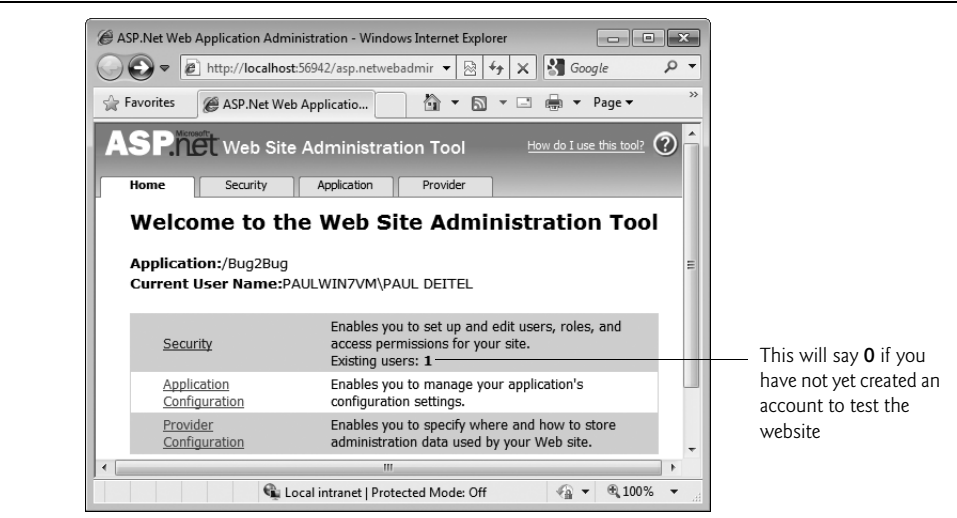 ASP.Net Web Application Administration - Windows Internet Explorer
http://localhost:56942/asp.netwebadmir
Google
Favorites
ASP.Net Web Applicatio...
Page
»
ASP.net
Microsoft
Web Site Administration Tool
How do I use this tool?
?
Home
Security
Application
Provider
Welcome to the Web Site Administration Tool
Application:/Bug2Bug
Current User Name:PAULWIN7VM\PAUL DEITEL
Security
Enables you to set up and edit users, roles, and
access permissions for your site.
Existing users: 1
This will say 0 if you
have not yet created an
account to test the
website
Application
Configuration
Enables you to manage your application's
configuration settings.
Provider
Configuration
Enables you to specify where and how to store
administration data used by your Web site.
Local intranet | Protected Mode: Off
100%